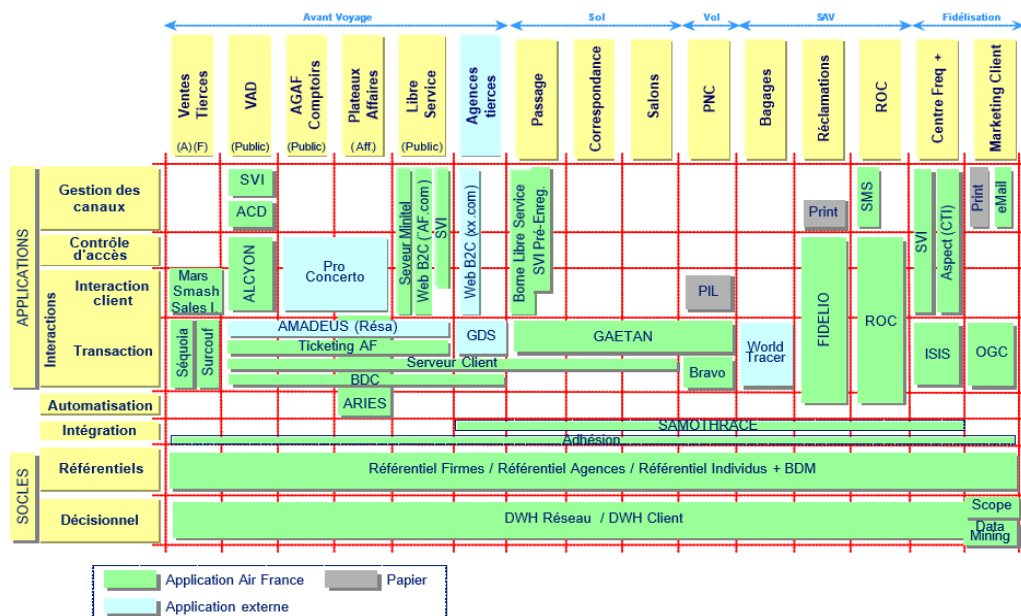 Avant Voyage
Sol
Vol
SAV
Fidélisation
Ventes
Tierces
(A) (F)
VAD
(Public)
AGAF
Comptoirs
(Public)
Plateaux
Affaires
(Aff.)
Libre
Service
(Public)
Agences
tierces
Passage
Correspondance
Salons
PNC
Bagages
Réclamations
ROC
Centre Freq +
Marketing Client
APPLICATIONS
Gestion des
canaux
SVI
ACD
Seveur Minitel
Web B2C (AF.com)
SVI
Web B2C (xx.com)
Borne Libre Service
SVI Pré-Enreg.
Print
SMS
SVI
Aspect (CTI)
Print
eMail
Contrôle
d'accès
ALCYON
Pro
Concerto
FIDELIO
ROC
Interactions
Interaction
client
Mars
Smash
Sales I.
PIL
Transaction
Séquoia
Surcouf
AMADEUS (Résa)
Ticketing AF
Serveur Client
BDC
GDS
GAETAN
Bravo
World
Tracer
ISIS
OGC
Automatisation
ARIES
Intégration
SAMOTHRACE
Adhésion
SOCLES
Référentiels
Référentiel Firmes / Référentiel Agences / Référentiel Individus + BDM
Décisionnel
DWH Réseau / DWH Client
Scope
Data
Mining
Application Air France
Papier
Application externe